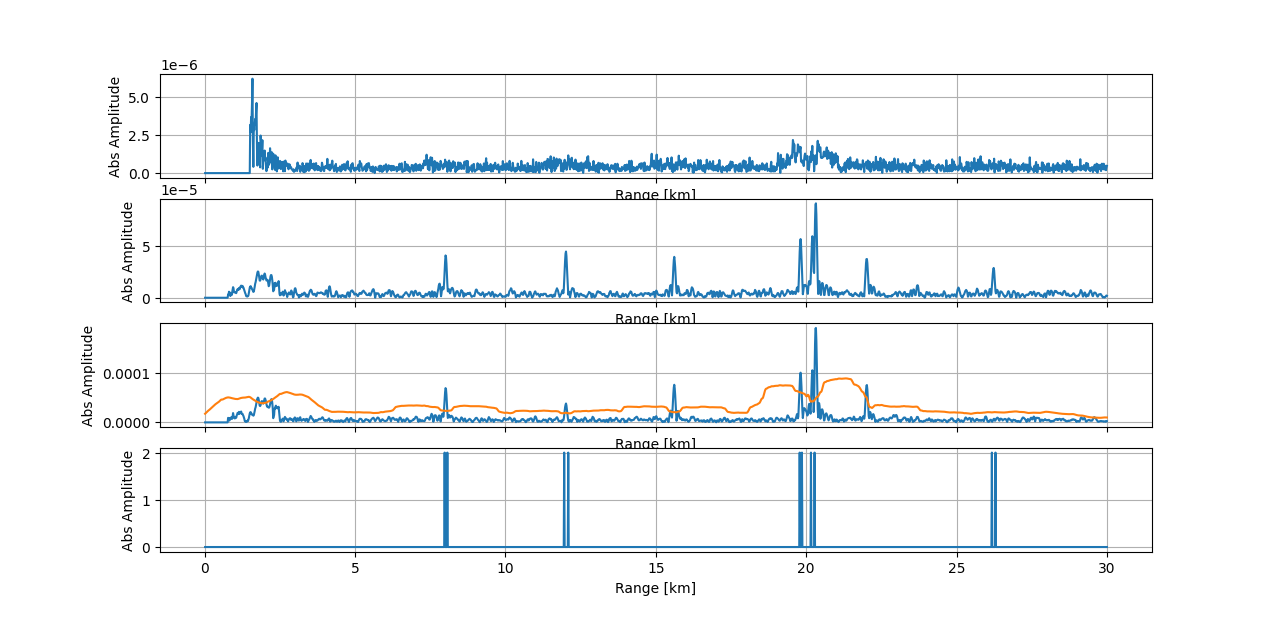 1e−6
Abs Amplitude
5.0
2.5
0.0
Range [km]
1e−5
Abs Amplitude
5
0
Range [km]
Abs Amplitude
0.0001
0.0000
Range [km]
Abs Amplitude
2
1
0
0 5 10 15 20 25 30
Range [km]